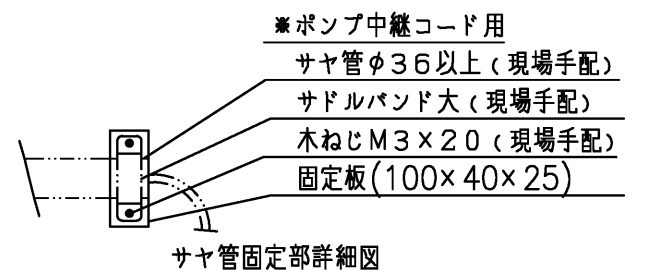 ※ポンプ中継コード用
サヤ管φ36以上(現場手配)
サドルバンド大(現場手配)
木ねじM3×20(現場手配)
固定板(100×40×25)
サヤ管固定部詳細図